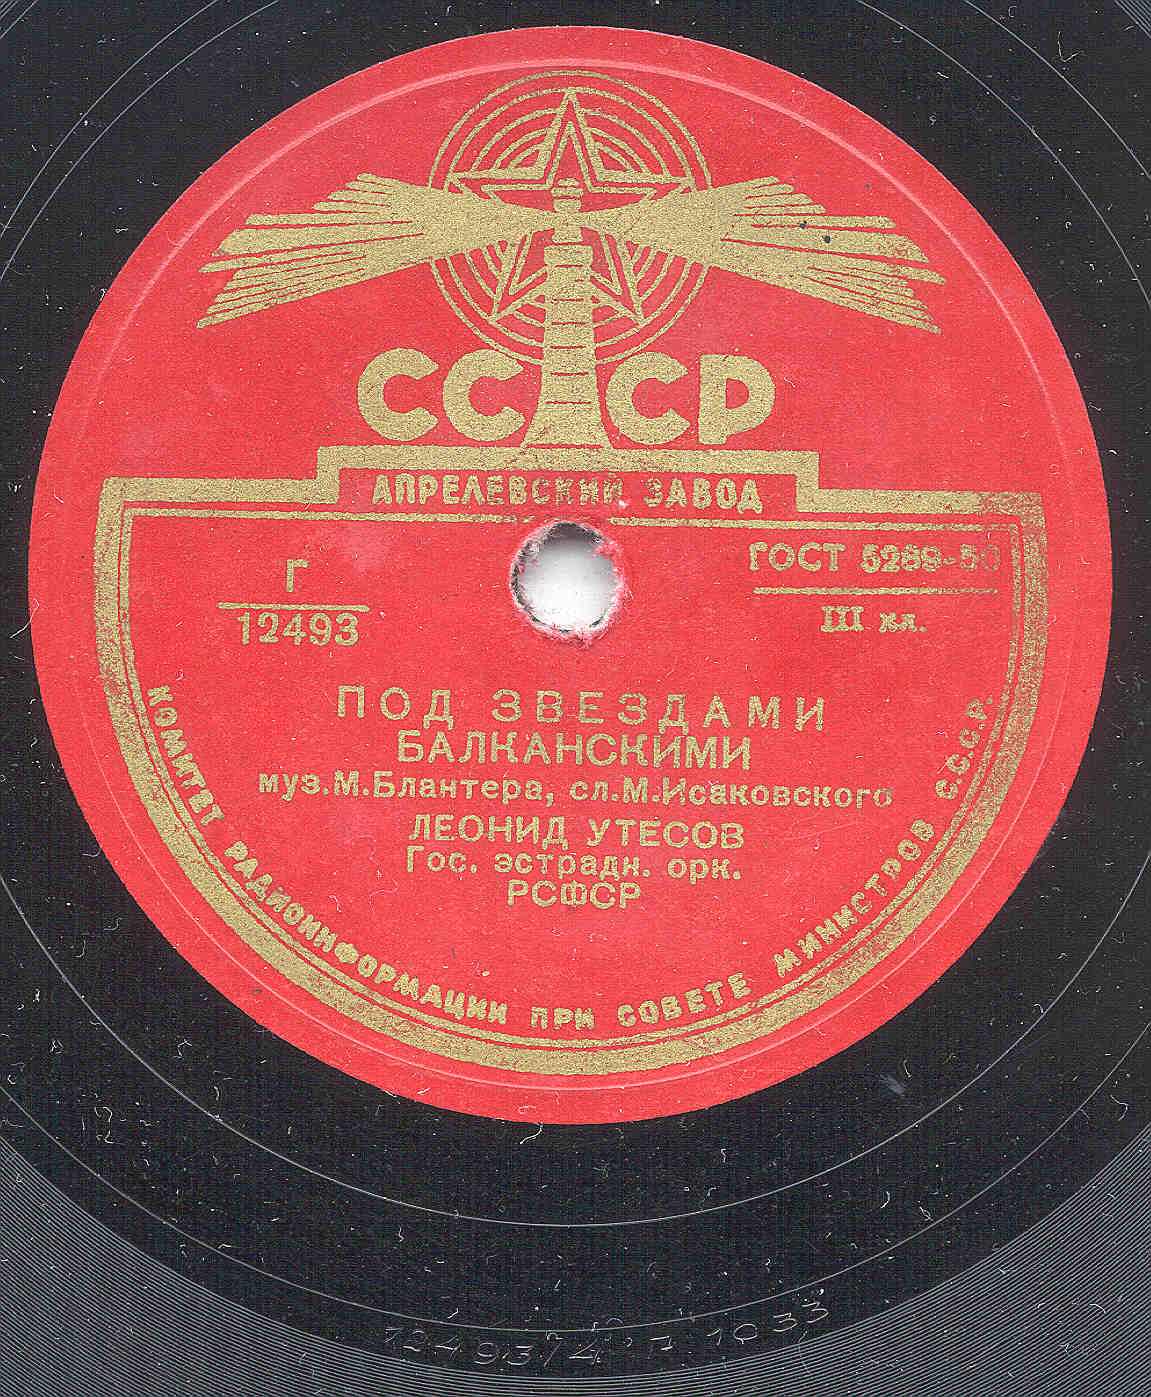 СССР
АПРЕЛЕВСКИЙ ЗАВОД
Г
12493
ГОСТ 5289-50
III кл.
ПОД ЗВЕЗДАМИ
БАЛКАНСКИМИ
муз.М.Блантера, сл.М.Исаковского
ЛЕОНИД УТЕСОВ
Гос. эстрадн. орк.
РСФСР
КОМИТЕТ РАДИОИНФОРМАЦИИ ПРИ СОВЕТЕ МИНИСТРОВ СССР.